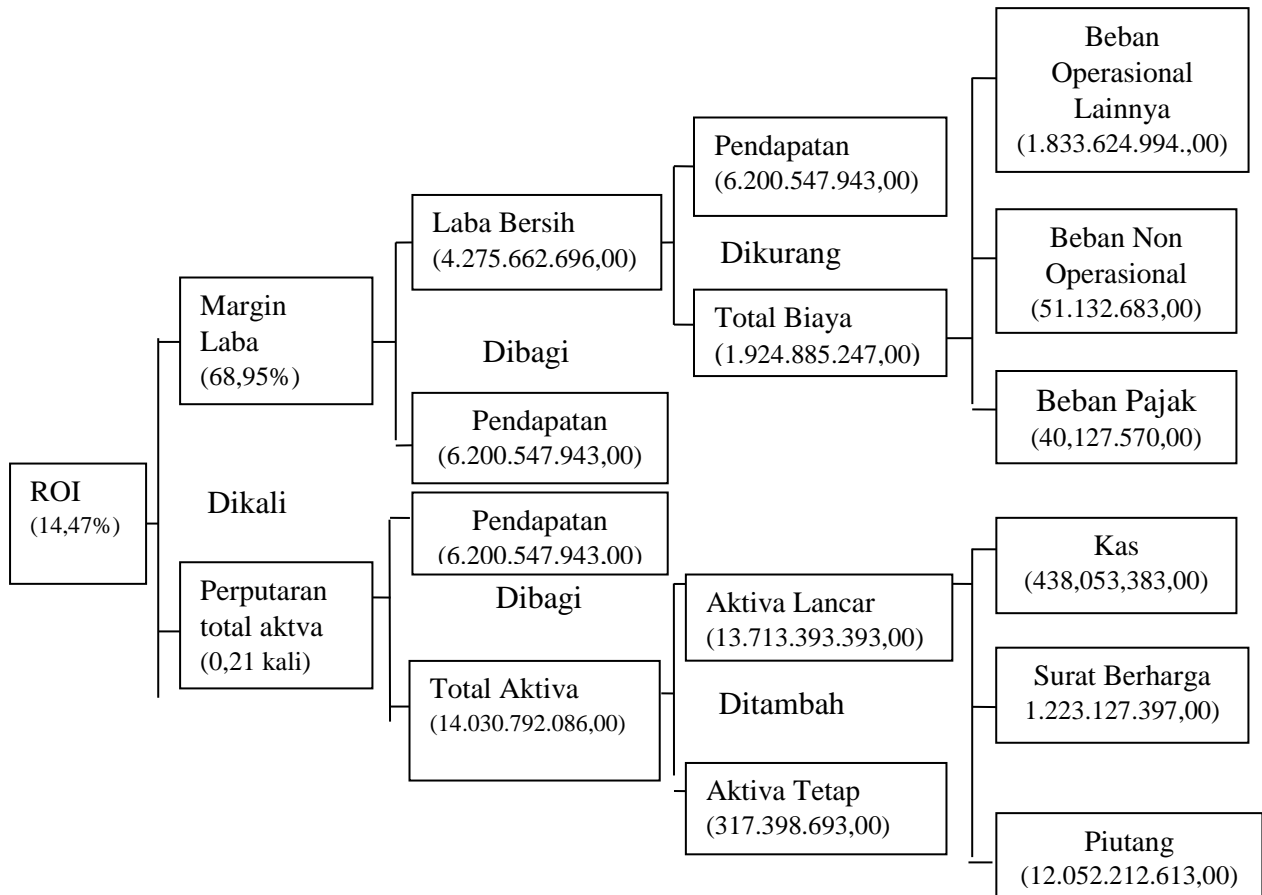 Beban
Operasional
Lainnya
(1.833.624.994.,00)
Pendapatan
(6.200.547.943,00)
Laba Bersih
(4.275.662.696,00)
Dikurang
Beban Non
Operasional
(51.132.683,00)
Margin
Laba
(68,95%)
Dibagi
Total Biaya
(1.924.885.247,00)
Pendapatan
(6.200.547.943,00)
Beban Pajak
(40,127.570,00)
ROI
(14,47%)
Dikali
Pendapatan
(6.200.547.943.00)
Kas
(438,053,383,00)
Perputaran
total aktva
(0,21 kali)
Dibagi
Aktiva Lancar
(13.713.393.393,00)
Total Aktiva
(14.030.792.086,00)
Ditambah
Surat Berharga
1.223.127.397,00)
Aktiva Tetap
(317.398.693,00)
Piutang
(12.052.212.613,00)